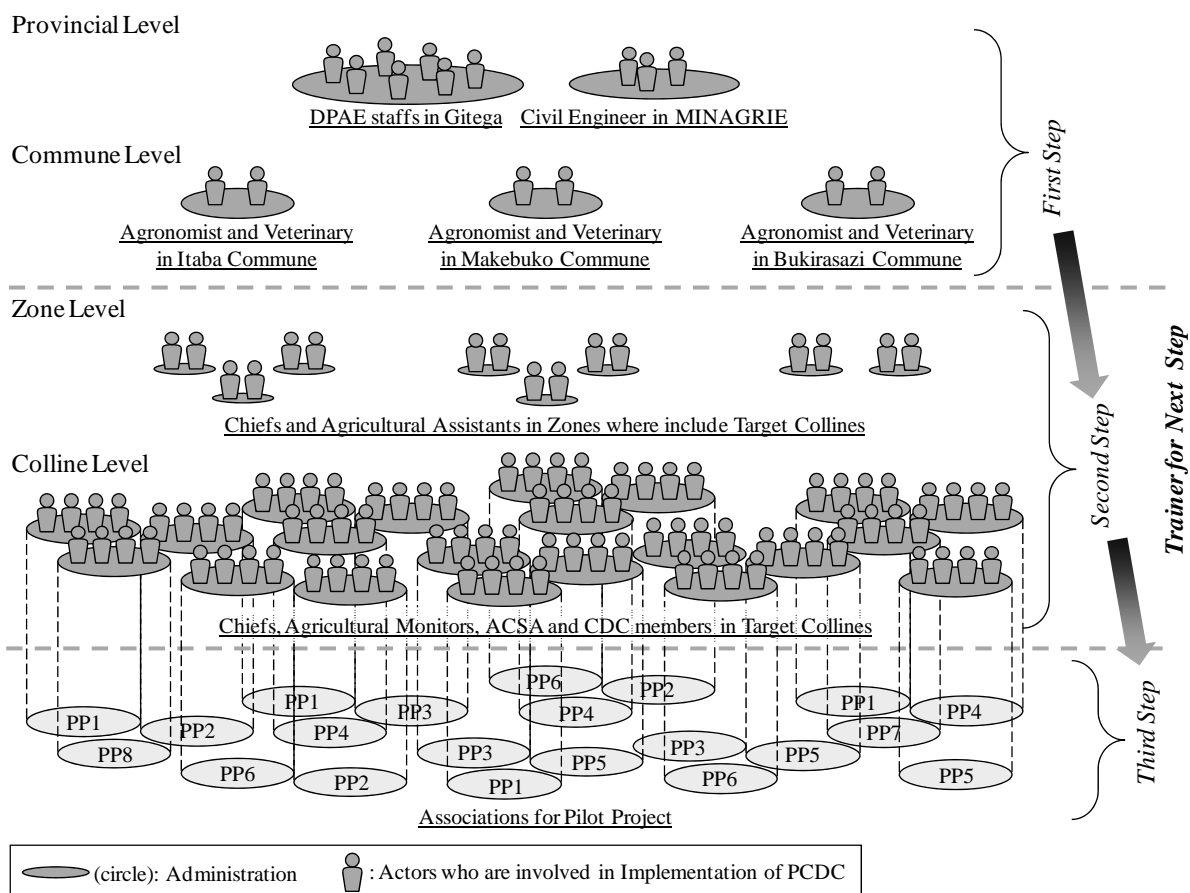 Provincial Level
DPAE staffs in Gitega
Civil Engineer in MINAGRIE
Commune Level
Agronomist and Veterinary
in Itaba Commune
Agronomist and Veterinary
in Makebuko Commune
Agronomist and Veterinary
in Bukirasazi Commune
First Step
Zone Level
Chiefs and Agricultural Assistants in Zones where include Target Collines
Colline Level
Chiefs, Agricultural Monitors, ACSA and CDC members in Target Collines
Second Step
Trainer for Next Step
PP6
PP2
PP1
PP1
PP3
PP4
PP4
PP1
PP2
PP7
PP8
PP3
PP3
PP5
PP5
PP6
PP2
PP1
PP6
PP5
PP4
Third Step
Associations for Pilot Project
(circle): Administration
: Actors who are involved in Implementation of PCDC